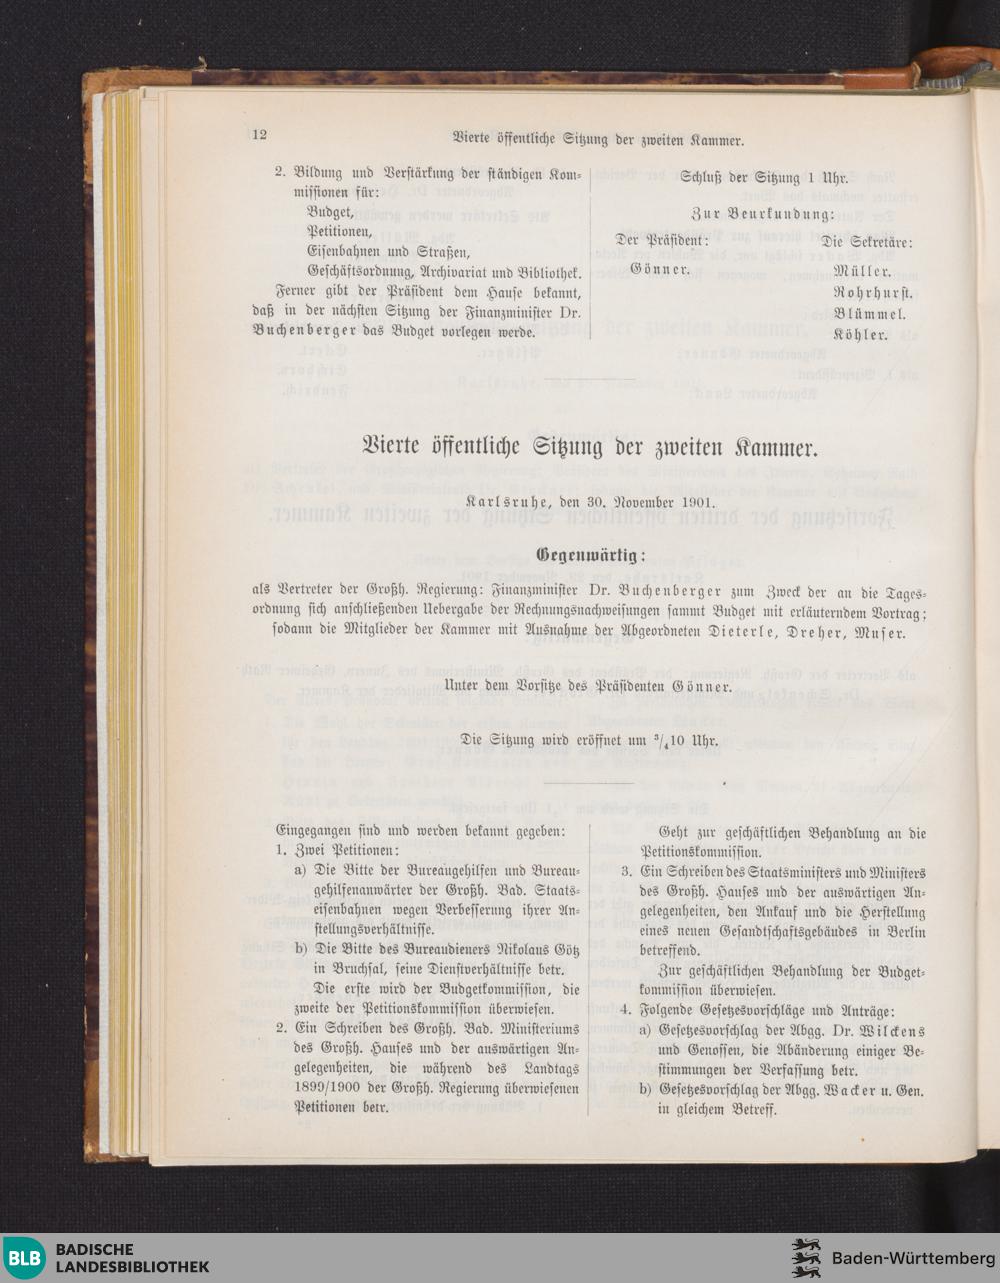 12
Vierte öffentliche Sitzung der zweiten Kammer.
2. Bildung und Verstärkung der ständigen Kom-
missionen für:
Budget,
Petitionen,
Eisenbahnen und Straßen,
Geschäftsordnung, Archivariat und Bibliothek.
Ferner gibt der Präsident dem Hause bekannt,
daß in der nächsten Sitzung der Finanzminister Dr.
Buchenberger das Budget vorlegen werde.
Schluß der Sitzung 1 Uhr.
Zur Beurkundung:
Der Präsident: Die Sekretäre:
Gönner. Müller.
Rohrhurst.
Blümmel.
Köhler.
Vierte öffentliche Sitzung der zweiten Kammer.
Karlsruhe, den 30. November 1901.
Gegenwärtig:
als Vertreter der Großh. Regierung: Finanzminister Dr. Buchenberger zum Zweck der an die Tages-
ordnung sich anschließenden Uebergabe der Rechnungsnachweisungen sammt Budget mit erläuterndem Vortrag;
sodann die Mitglieder der Kammer mit Ausnahme der Abgeordneten Dieterle, Dreher, Muser.
Unter dem Vorsitze des Präsidenten Gönner.
Die Sitzung wird eröffnet um 3/4 10 Uhr.
Eingegangen sind und werden bekannt gegeben:
1. Zwei Petitionen:
a) Die Bitte der Bureaugehilfen und Bureau-
gehilfenanwärter der Großh. Bad. Staats-
eisenbahnen wegen Verbesserung ihrer An-
stellungsverhältnisse.
b) Die Bitte des Bureaudieners Nikolaus Götz
in Bruchsal, seine Dienstverhältnisse betr.
Die erste wird der Budgetkommission, die
zweite der Petitionskommission überwiesen.
2. Ein Schreiben des Großh. Bad. Ministeriums
des Großh. Hauses und der auswärtigen An-
gelegenheiten, die während des Landtags
1899/1900 der Großh. Regierung überwiesenen
Petitionen betr.
Geht zur geschäftlichen Behandlung an die
Petitionskommission.
3. Ein Schreiben des Staatsministers und Ministers
des Großh. Hauses und der auswärtigen An-
gelegenheiten, den Ankauf und die Herstellung
eines neuen Gesandtschaftsgebäudes in Berlin
betreffend.
Zur geschäftlichen Behandlung der Budget-
kommission überwiesen.
4. Folgende Gesetzesvorschläge und Anträge:
a) Gesetzesvorschlag der Abgg. Dr. Wilckens
und Genossen, die Abänderung einiger Be-
stimmungen der Verfassung betr.
b) Gesetzesvorschlag der Abgg. Wacker u. Gen.
in gleichem Betreff.
BLB BADISCHE
LANDESBIBLIOTHEK
Baden-Württemberg